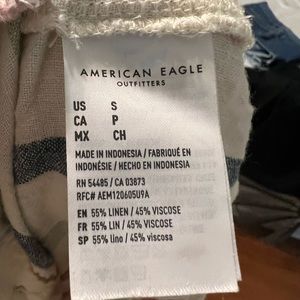 AMERICAN EAGLE
OUTFITTERS
US S
CA P
MX CH
MADE IN INDONESIA / FABRIQUÉ EN
INDONÉSIE / HECHO EN INDONESIA
RN 54485 / CA 03873
RFC# AEM120605U9A
EN 55% LINEN / 45% VISCOSE
FR 55% LIN / 45% VISCOSE
SP 55% lino / 45% viscosa